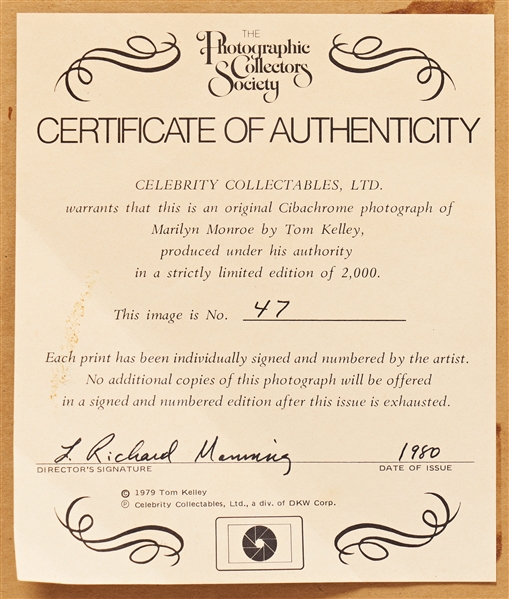 THE
Photographic
Collectors
Society
CERTIFICATE OF AUTHENTICITY
CELEBRITY COLLECTABLES, LTD.
warrants that this is an original Cibachrome photograph of
Marilyn Monroe by Tom Kelley,
produced under his authority
in a strictly limited edition of 2,000.
This image is No. 47
Each print has been individually signed and numbered by the artist.
No additional copies of this photograph will be offered
in a signed and numbered edition after this issue is exhausted.
L. Richard Manning 1980
DIRECTOR'S SIGNATURE DATE OF ISSUE
© 1979 Tom Kelley
℗ Celebrity Collectables, Ltd., a div. of DKW Corp.